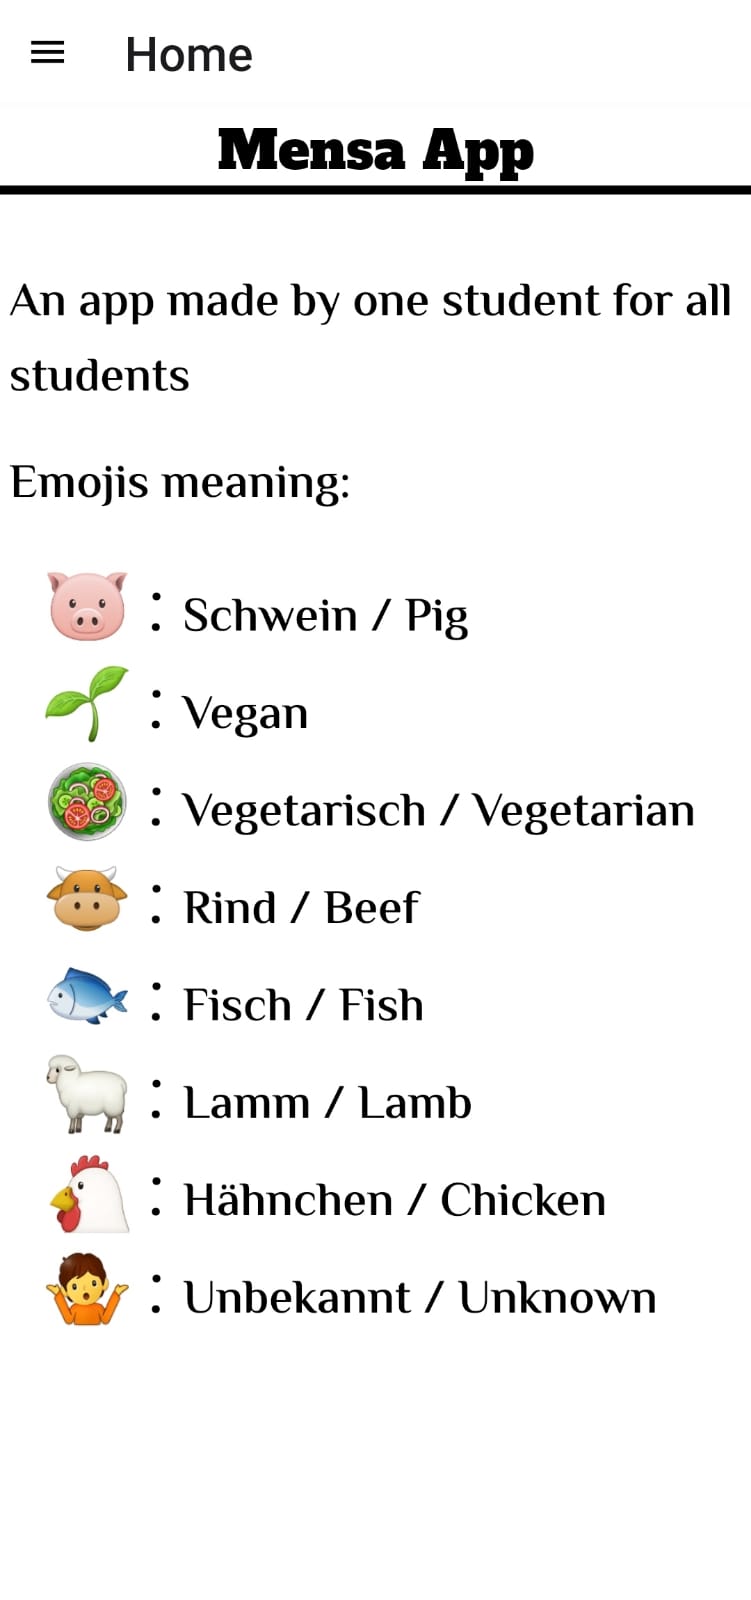 Home
Mensa App
An app made by one student for all
students
Emojis meaning:
: Schwein / Pig
: Vegan
: Vegetarisch / Vegetarian
: Rind / Beef
: Fisch / Fish
: Lamm / Lamb
: Hähnchen / Chicken
: Unbekannt / Unknown